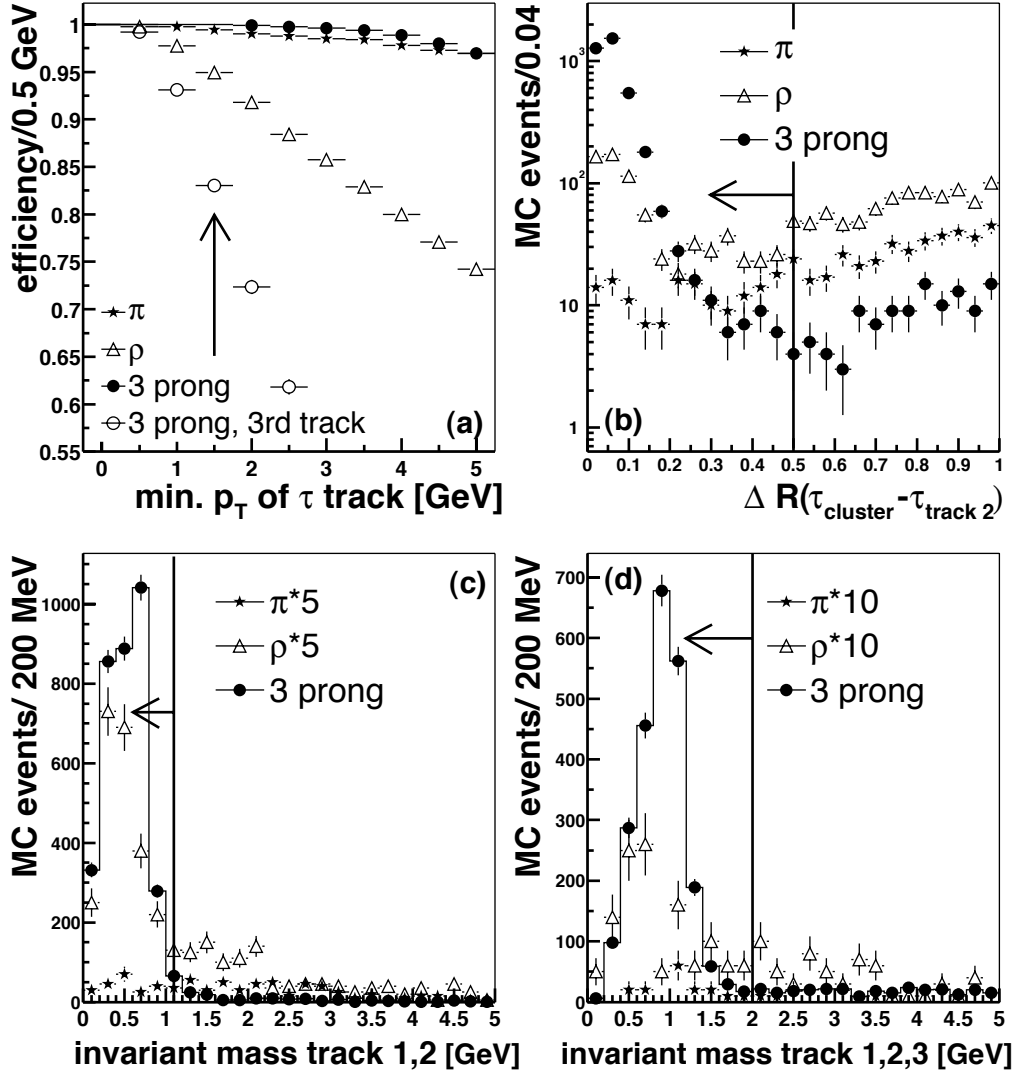 efficiency/0.5 GeV
1
0.95
0.9
0.85
0.8
0.75
0.7
0.65
0.6
0.55
π
ρ
3 prong
3 prong, 3rd track
(a)
0 1 2 3 4 5
min. p_T of τ track [GeV]
MC events/0.04
10^3
10^2
10
1
π
ρ
3 prong
(b)
0 0.1 0.2 0.3 0.4 0.5 0.6 0.7 0.8 0.9 1
Δ R(τ_cluster-τ_track 2)
MC events/ 200 MeV
1000
800
600
400
200
0
(c)
π*5
ρ*5
3 prong
0 0.5 1 1.5 2 2.5 3 3.5 4 4.5 5
invariant mass track 1,2 [GeV]
MC events/ 200 MeV
700
600
500
400
300
200
100
0
(d)
π*10
ρ*10
3 prong
0 0.5 1 1.5 2 2.5 3 3.5 4 4.5 5
invariant mass track 1,2,3 [GeV]